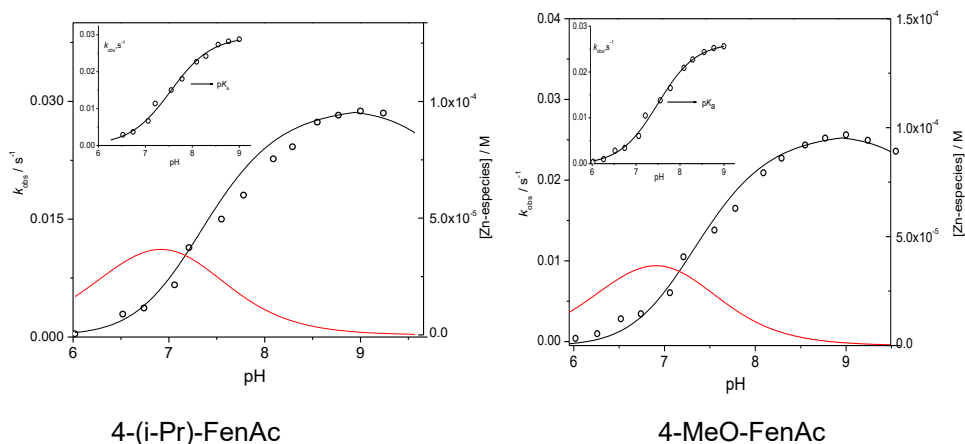 0.030
0.015
0.000
k_obs / s⁻¹
6
7
8
9
pH
1.0x10⁻⁴
5.0x10⁻⁵
0.0
[Zn-especies] / M
k_obs, s⁻¹
0.03
0.02
0.01
0.00
6
7
8
9
pH
pK_a
4-(i-Pr)-FenAc
0.04
0.03
0.02
0.01
0.00
k_obs / s⁻¹
6
7
8
9
pH
1.5x10⁻⁴
1.0x10⁻⁴
5.0x10⁻⁵
0.0
[Zn-especies] / M
k_obs, s⁻¹
0.03
0.02
0.01
0.00
6
7
8
9
pH
pK_a
4-MeO-FenAc